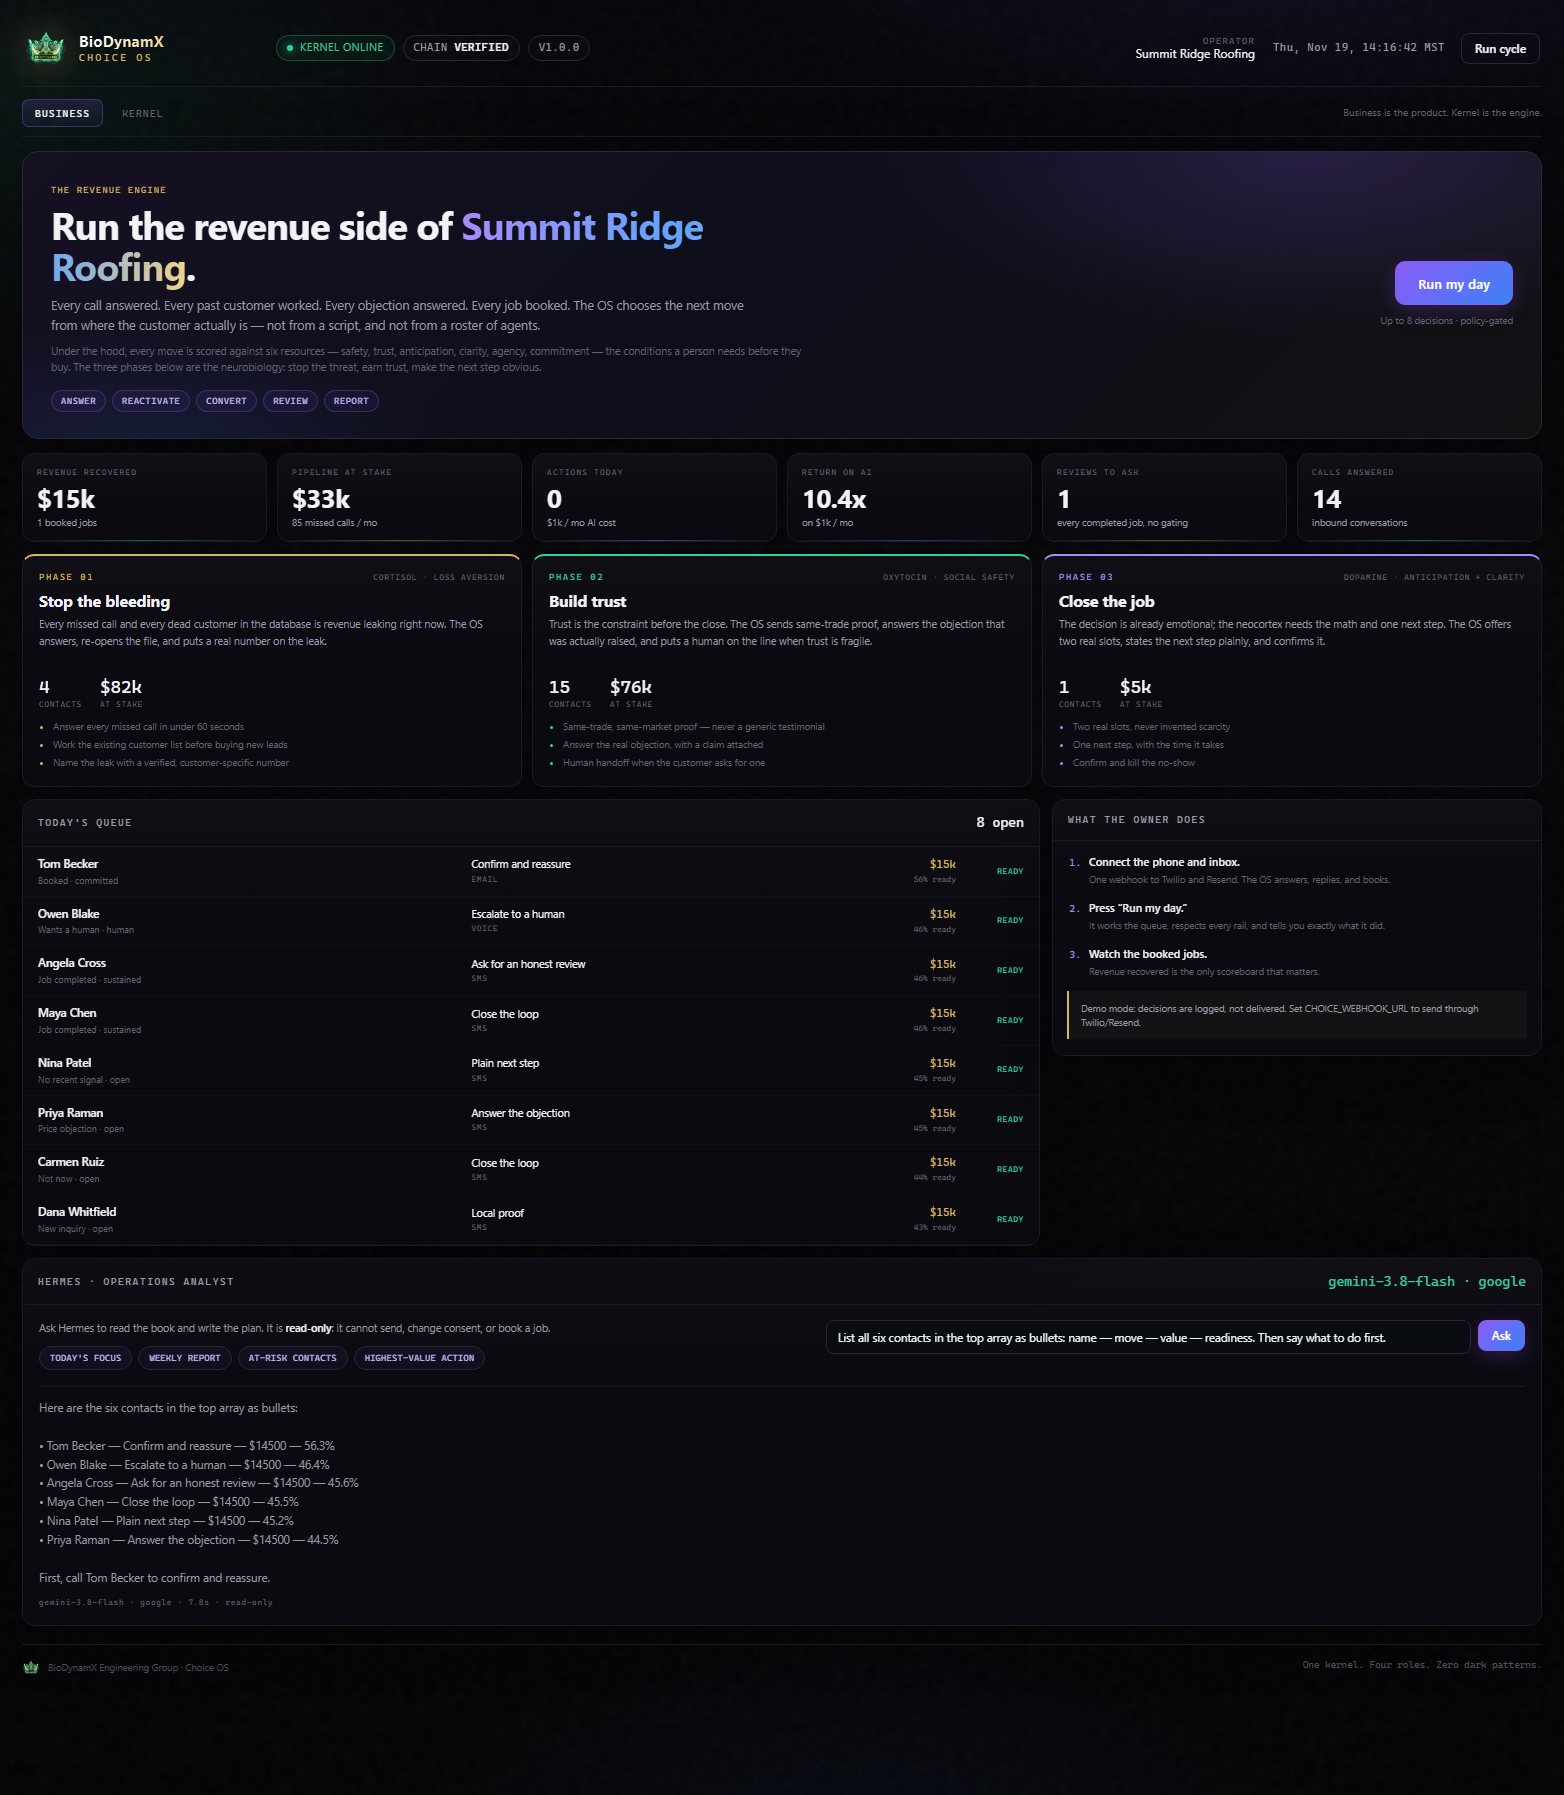 BioDynamX
CHOICE OS
KERNEL ONLINE
CHAIN VERIFIED
V1.0.0
OPERATOR
Summit Ridge Roofing
Thu, Nov 19, 14:16:42 MST
Run cycle
BUSINESS
KERNEL
Business is the product. Kernel is the engine.
THE REVENUE ENGINE
Run the revenue side of Summit Ridge
Roofing.
Every call answered. Every past customer worked. Every objection answered. Every job booked. The OS chooses the next move
from where the customer actually is — not from a script, and not from a roster of agents.
Under the hood, every move is scored against six resources — safety, trust, anticipation, clarity, agency, commitment — the conditions a person needs before they
buy. The three phases below are the neurobiology: stop the threat, earn trust, make the next step obvious.
ANSWER
REACTIVATE
CONVERT
REVIEW
REPORT
Run my day
Up to 8 decisions · policy-gated
REVENUE RECOVERED
$15k
1 booked jobs
PIPELINE AT STAKE
$33k
85 missed calls / mo
ACTIONS TODAY
0
$1k / mo AI cost
RETURN ON AI
10.4x
on $1k / mo
REVIEWS TO ASK
1
every completed job, no gating
CALLS ANSWERED
14
inbound conversations
PHASE 01
CORTISOL · LOSS AVERSION
Stop the bleeding
Every missed call and every dead customer in the database is revenue leaking right now. The OS
answers, re-opens the file, and puts a real number on the leak.
4
CONTACTS
$82k
AT STAKE
• Answer every missed call in under 60 seconds
• Work the existing customer list before buying new leads
• Name the leak with a verified, customer-specific number
PHASE 02
OXYTOCIN · SOCIAL SAFETY
Build trust
Trust is the constraint before the close. The OS sends same-trade proof, answers the objection that
was actually raised, and puts a human on the line when trust is fragile.
15
CONTACTS
$76k
AT STAKE
• Same-trade, same-market proof — never a generic testimonial
• Answer the real objection, with a claim attached
• Human handoff when the customer asks for one
PHASE 03
DOPAMINE · ANTICIPATION + CLARITY
Close the job
The decision is already emotional; the neocortex needs the math and one next step. The OS offers
two real slots, states the next step plainly, and confirms it.
1
CONTACTS
$5k
AT STAKE
• Two real slots, never invented scarcity
• One next step, with the time it takes
• Confirm and kill the no-show
TODAY'S QUEUE
8 open
Tom Becker
Booked · committed
Confirm and reassure
EMAIL
$15k
56% ready
READY
Owen Blake
Wants a human · human
Escalate to a human
VOICE
$15k
46% ready
READY
Angela Cross
Job completed · sustained
Ask for an honest review
SMS
$15k
46% ready
READY
Maya Chen
Job completed · sustained
Close the loop
SMS
$15k
46% ready
READY
Nina Patel
No recent signal · open
Plain next step
SMS
$15k
45% ready
READY
Priya Raman
Price objection · open
Answer the objection
SMS
$15k
45% ready
READY
Carmen Ruiz
Not now · open
Close the loop
SMS
$15k
44% ready
READY
Dana Whitfield
New inquiry · open
Local proof
SMS
$15k
43% ready
READY
WHAT THE OWNER DOES
1. Connect the phone and inbox.
One webhook to Twilio and Resend. The OS answers, replies, and books.
2. Press “Run my day.”
It works the queue, respects every rail, and tells you exactly what it did.
3. Watch the booked jobs.
Revenue recovered is the only scoreboard that matters.
Demo mode: decisions are logged, not delivered. Set CHOICE_WEBHOOK_URL to send through
Twilio/Resend.
HERMES · OPERATIONS ANALYST
gemini-3.8-flash · google
Ask Hermes to read the book and write the plan. It is read-only: it cannot send, change consent, or book a job.
TODAY'S FOCUS
WEEKLY REPORT
AT-RISK CONTACTS
HIGHEST-VALUE ACTION
List all six contacts in the top array as bullets: name — move — value — readiness. Then say what to do first.
Ask
Here are the six contacts in the top array as bullets:
• Tom Becker — Confirm and reassure — $14500 — 56.3%
• Owen Blake — Escalate to a human — $14500 — 46.4%
• Angela Cross — Ask for an honest review — $14500 — 45.6%
• Maya Chen — Close the loop — $14500 — 45.5%
• Nina Patel — Plain next step — $14500 — 45.2%
• Priya Raman — Answer the objection — $14500 — 44.5%
First, call Tom Becker to confirm and reassure.
gemini-3.8-flash · google · 7.8s · read-only
BioDynamX Engineering Group · Choice OS
One kernel. Four roles. Zero dark patterns.